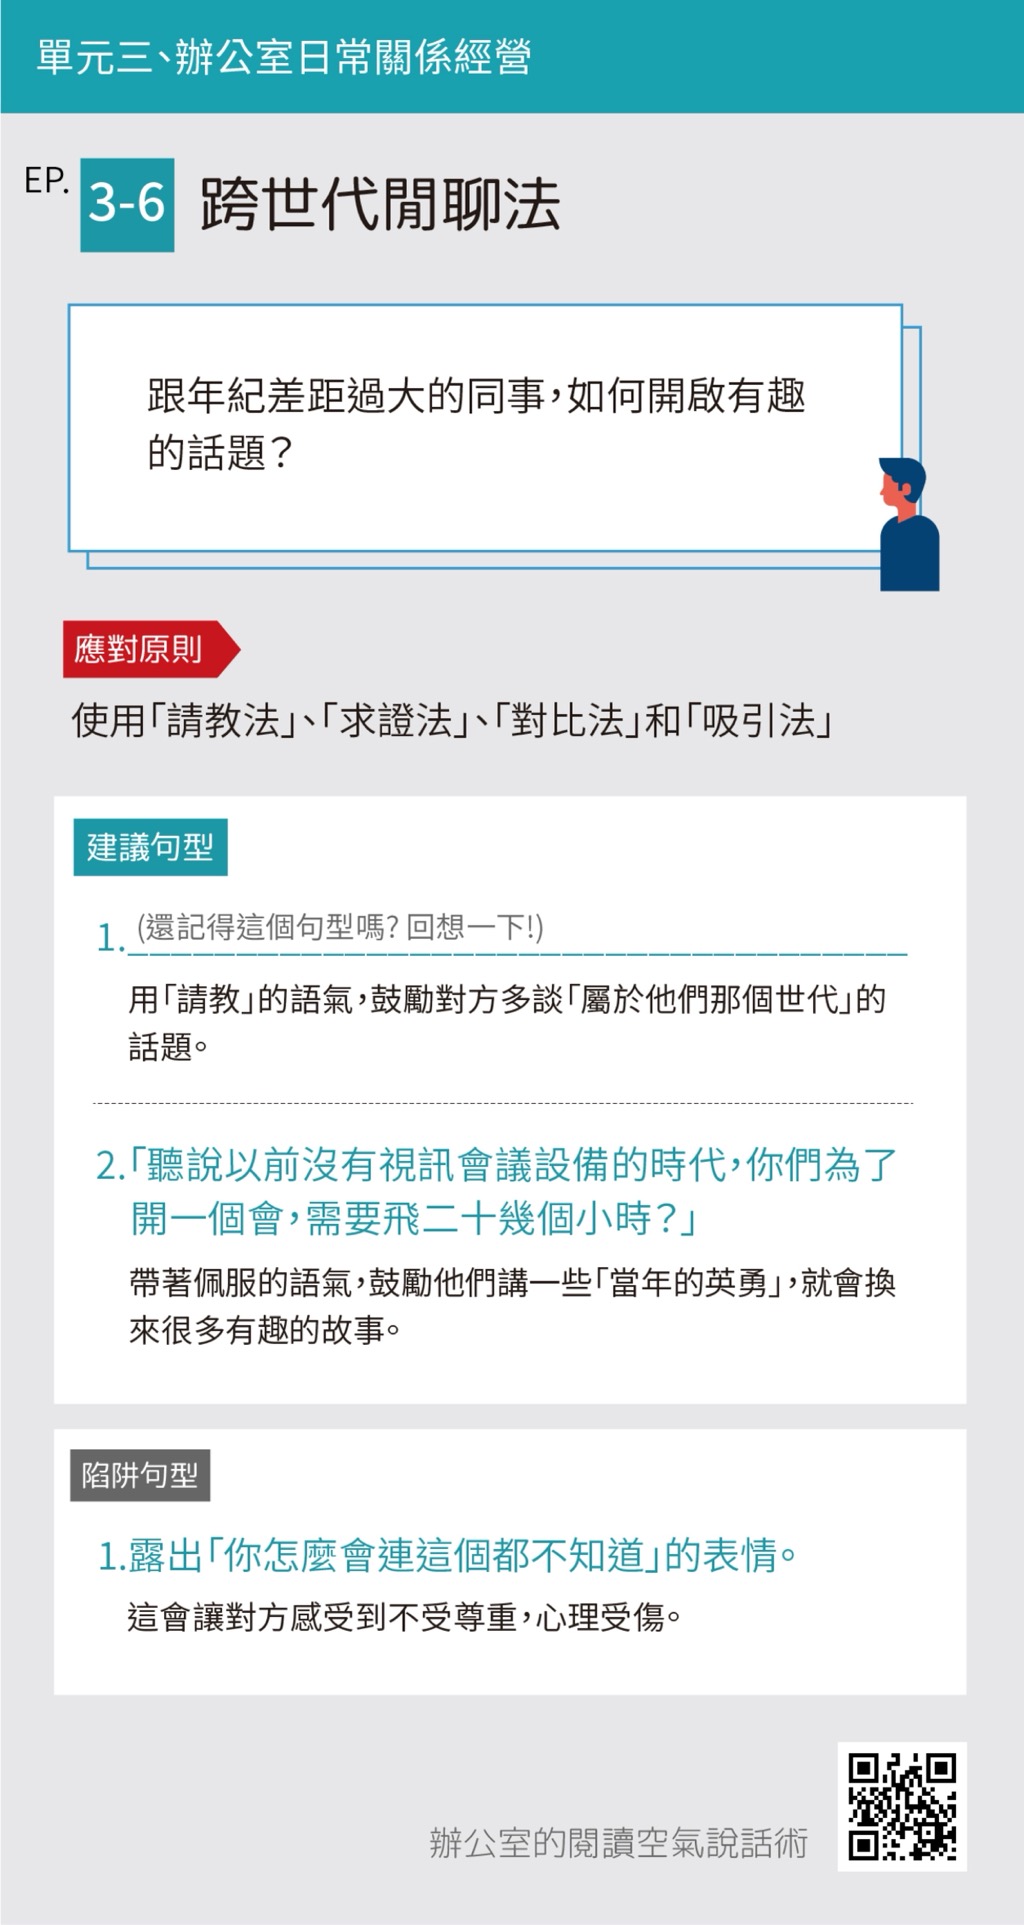 單元三、辦公室日常關係經營
EP. 3-6 跨世代閒聊法
跟年紀差距過大的同事，如何開啟有趣
的話題？
應對原則
使用「請教法」、「求證法」、「對比法」和「吸引法」
建議句型
1. (還記得這個句型嗎? 回想一下!)
用「請教」的語氣，鼓勵對方多談「屬於他們那個世代」的
話題。
2.「聽說以前沒有視訊會議設備的時代，你們為了
開一個會，需要飛二十幾個小時？」
帶著佩服的語氣，鼓勵他們講一些「當年的英勇」，就會換
來很多有趣的故事。
陷阱句型
1.露出「你怎麼會連這個都不知道」的表情。
這會讓對方感受到不受尊重，心理受傷。
辦公室的閱讀空氣說話術